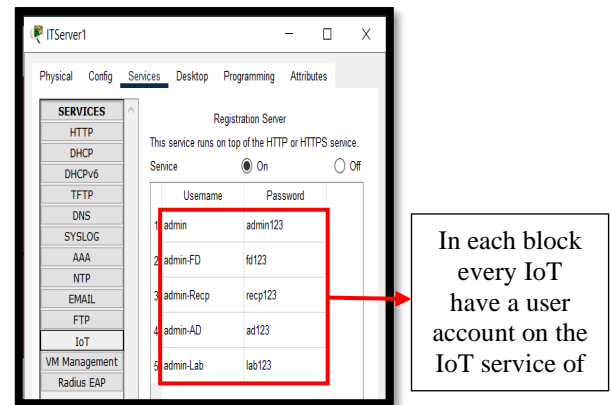 ITServer1
Physical Config Services Desktop Programming Attributes
SERVICES
HTTP
DHCP
DHCPv6
TFTP
DNS
SYSLOG
AAA
NTP
EMAIL
FTP
IoT
VM Management
Radius EAP
Registration Server
This service runs on top of the HTTP or HTTPS service.
Service On Off
Username Password
1 admin admin123
2 admin-FD fd123
3 admin-Recp recp123
4 admin-AD ad123
5 admin-Lab lab123
In each block
every IoT
have a user
account on the
IoT service of